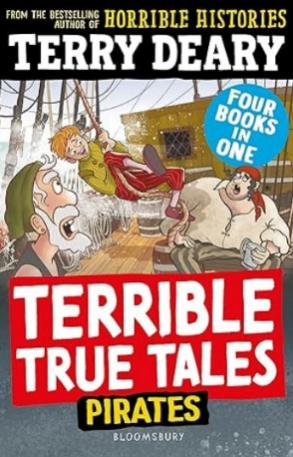 FROM THE BESTSELLING
AUTHOR OF HORRIBLE HISTORIES
TERRY DEARY
FOUR
BOOKS IN
ONE
TERRIBLE
TRUE TALES
PIRATES
BLOOMSBURY